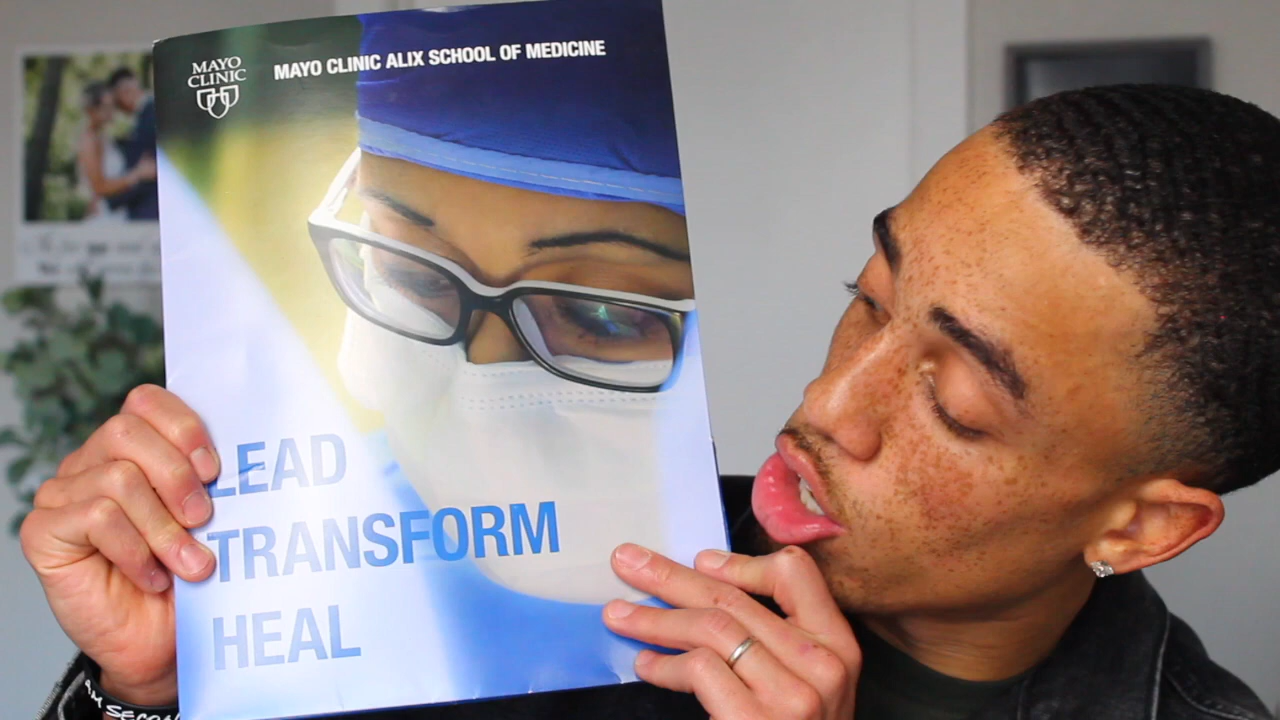 MAYO
CLINIC
MAYO CLINIC ALIX SCHOOL OF MEDICINE
LEAD
TRANSFORM
HEAL